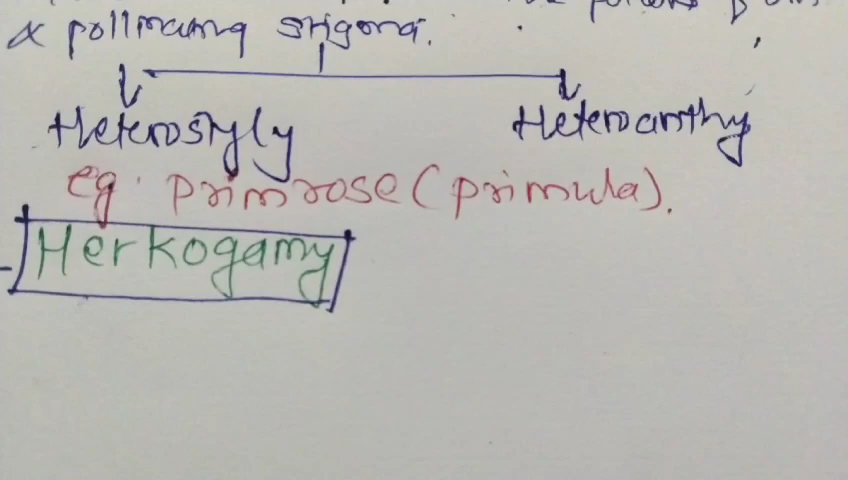 & pollinating stigma.
Heterostyly Heteroanthy
eg. primrose (primula).
Herkogamy